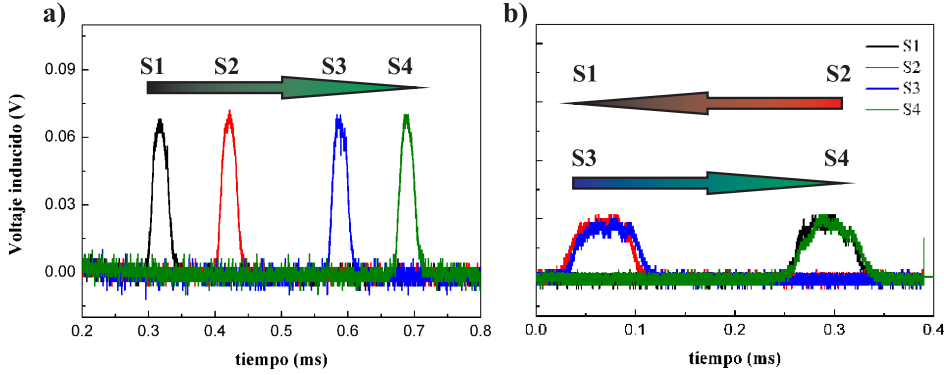 a)
S1 S2 S3 S4
Voltaje inducido (V)
0.09
0.06
0.03
0.00
0.2 0.3 0.4 0.5 0.6 0.7 0.8
tiempo (ms)
b)
S1
S2
S3
S4
S1 S2
S3 S4
0.0 0.1 0.2 0.3 0.4
tiempo (ms)